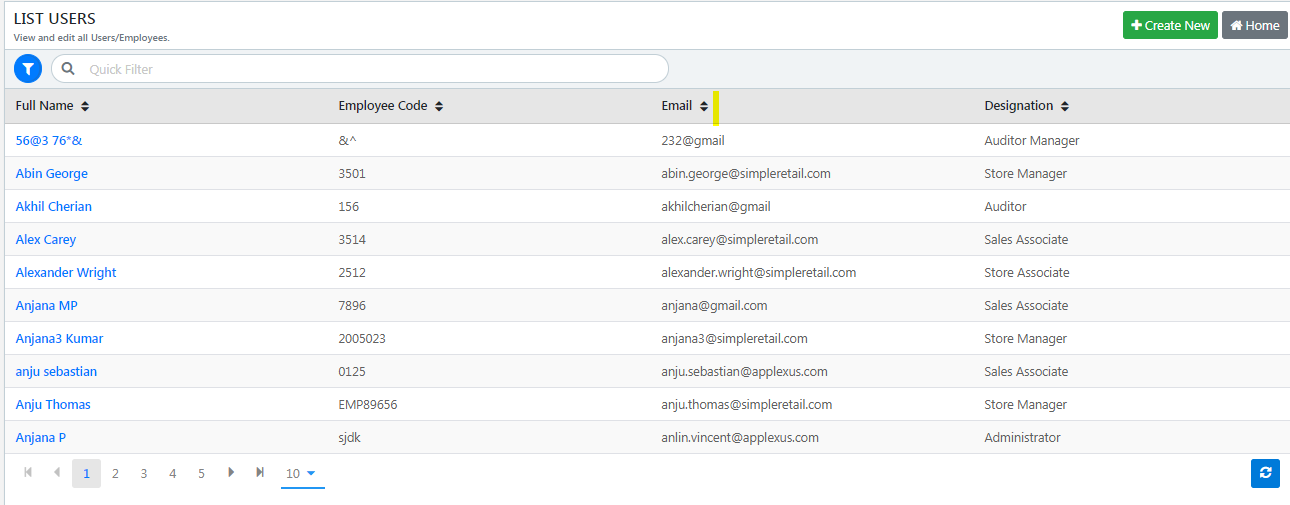 LIST USERS
View and edit all Users/Employees.
Create New Home
Quick Filter
Full Name Employee Code Email Designation
56@3 76*& &^ 232@gmail Auditor Manager
Abin George 3501 abin.george@simpleretail.com Store Manager
Akhil Cherian 156 akhilcherian@gmail Auditor
Alex Carey 3514 alex.carey@simpleretail.com Sales Associate
Alexander Wright 2512 alexander.wright@simpleretail.com Store Associate
Anjana MP 7896 anjana@gmail.com Sales Associate
Anjana3 Kumar 2005023 anjana3@simpleretail.com Store Manager
anju sebastian 0125 anju.sebastian@applexus.com Sales Associate
Anju Thomas EMP89656 anju.thomas@simpleretail.com Store Manager
Anjana P sjdk anlin.vincent@applexus.com Administrator
1 2 3 4 5 10